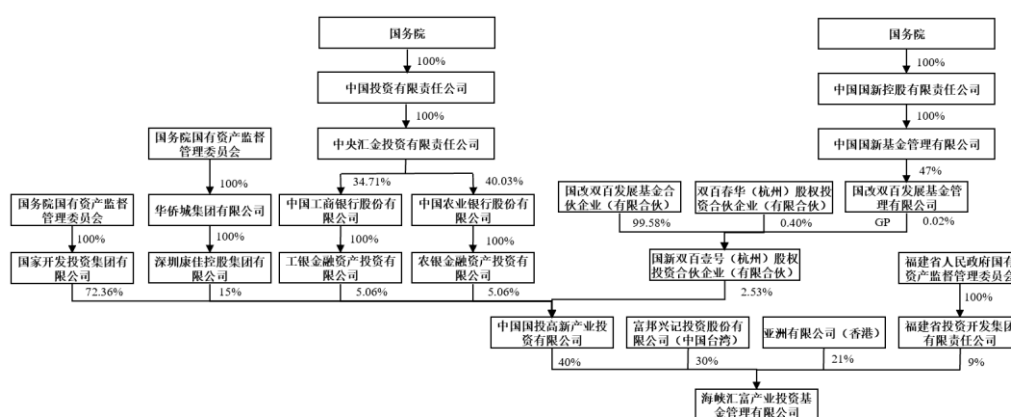 国务院
国务院
100%
100%
中国投资有限责任公司
中国国新控股有限责任公司
100%
100%
国务院国有资产监督
管理委员会
中央汇金投资有限责任公司
中国国新基金管理有限公司
100%
34.71%
40.03%
47%
国务院国有资产监督
管理委员会
华侨城集团有限公司
中国工商银行股份有
限公司
中国农业银行股份有
限公司
国改双百发展基金合
伙企业（有限合伙）
双百春华（杭州）股权投
资合伙企业（有限合伙）
国改双百发展基金管
理有限公司
100%
100%
100%
100%
99.58%
0.40%
GP
0.02%
国家开发投资集团有
限公司
深圳康佳控股集团有
限公司
工银金融资产投资有
限公司
农银金融资产投资有
限公司
国新双百壹号（杭州）股权
投资合伙企业（有限合伙）
福建省人民政府国有
资产监督管理委员会
72.36%
15%
5.06%
5.06%
2.53%
100%
中国国投高新产业投
资有限公司
富邦兴记投资股份有
限公司（中国台湾）
亚洲有限公司（香港）
福建省投资开发集团
有限责任公司
40%
30%
21%
9%
海峡汇富产业投资基
金管理有限公司